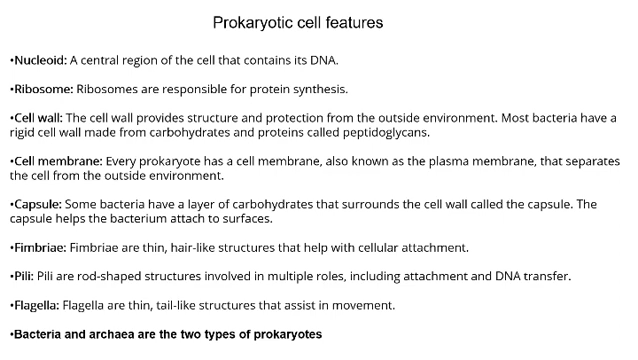 Prokaryotic cell features
•Nucleoid: A central region of the cell that contains its DNA.
•Ribosome: Ribosomes are responsible for protein synthesis.
•Cell wall: The cell wall provides structure and protection from the outside environment. Most bacteria have a
rigid cell wall made from carbohydrates and proteins called peptidoglycans.
•Cell membrane: Every prokaryote has a cell membrane, also known as the plasma membrane, that separates
the cell from the outside environment.
•Capsule: Some bacteria have a layer of carbohydrates that surrounds the cell wall called the capsule. The
capsule helps the bacterium attach to surfaces.
•Fimbriae: Fimbriae are thin, hair-like structures that help with cellular attachment.
•Pili: Pili are rod-shaped structures involved in multiple roles, including attachment and DNA transfer.
•Flagella: Flagella are thin, tail-like structures that assist in movement.
•Bacteria and archaea are the two types of prokaryotes